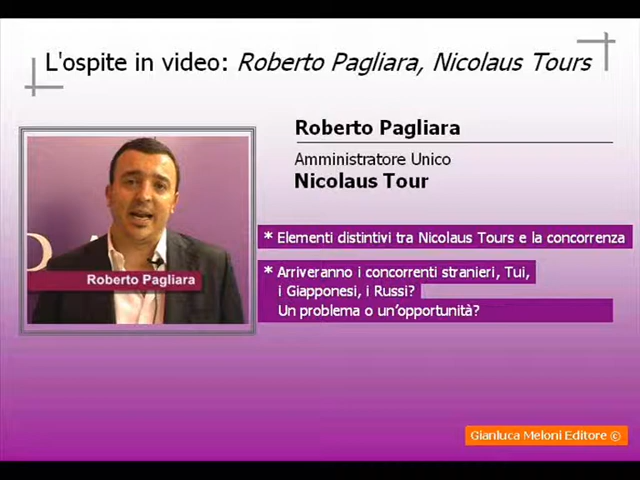 L'ospite in video: Roberto Pagliara, Nicolaus Tours
Roberto Pagliara
Amministratore Unico
Nicolaus Tour
* Elementi distintivi tra Nicolaus Tours e la concorrenza
* Arriveranno i concorrenti stranieri, Tui,
i Giapponesi, i Russi?
Un problema o un'opportunità?
D A
Roberto Pagliara
Gianluca Meloni Editore ©